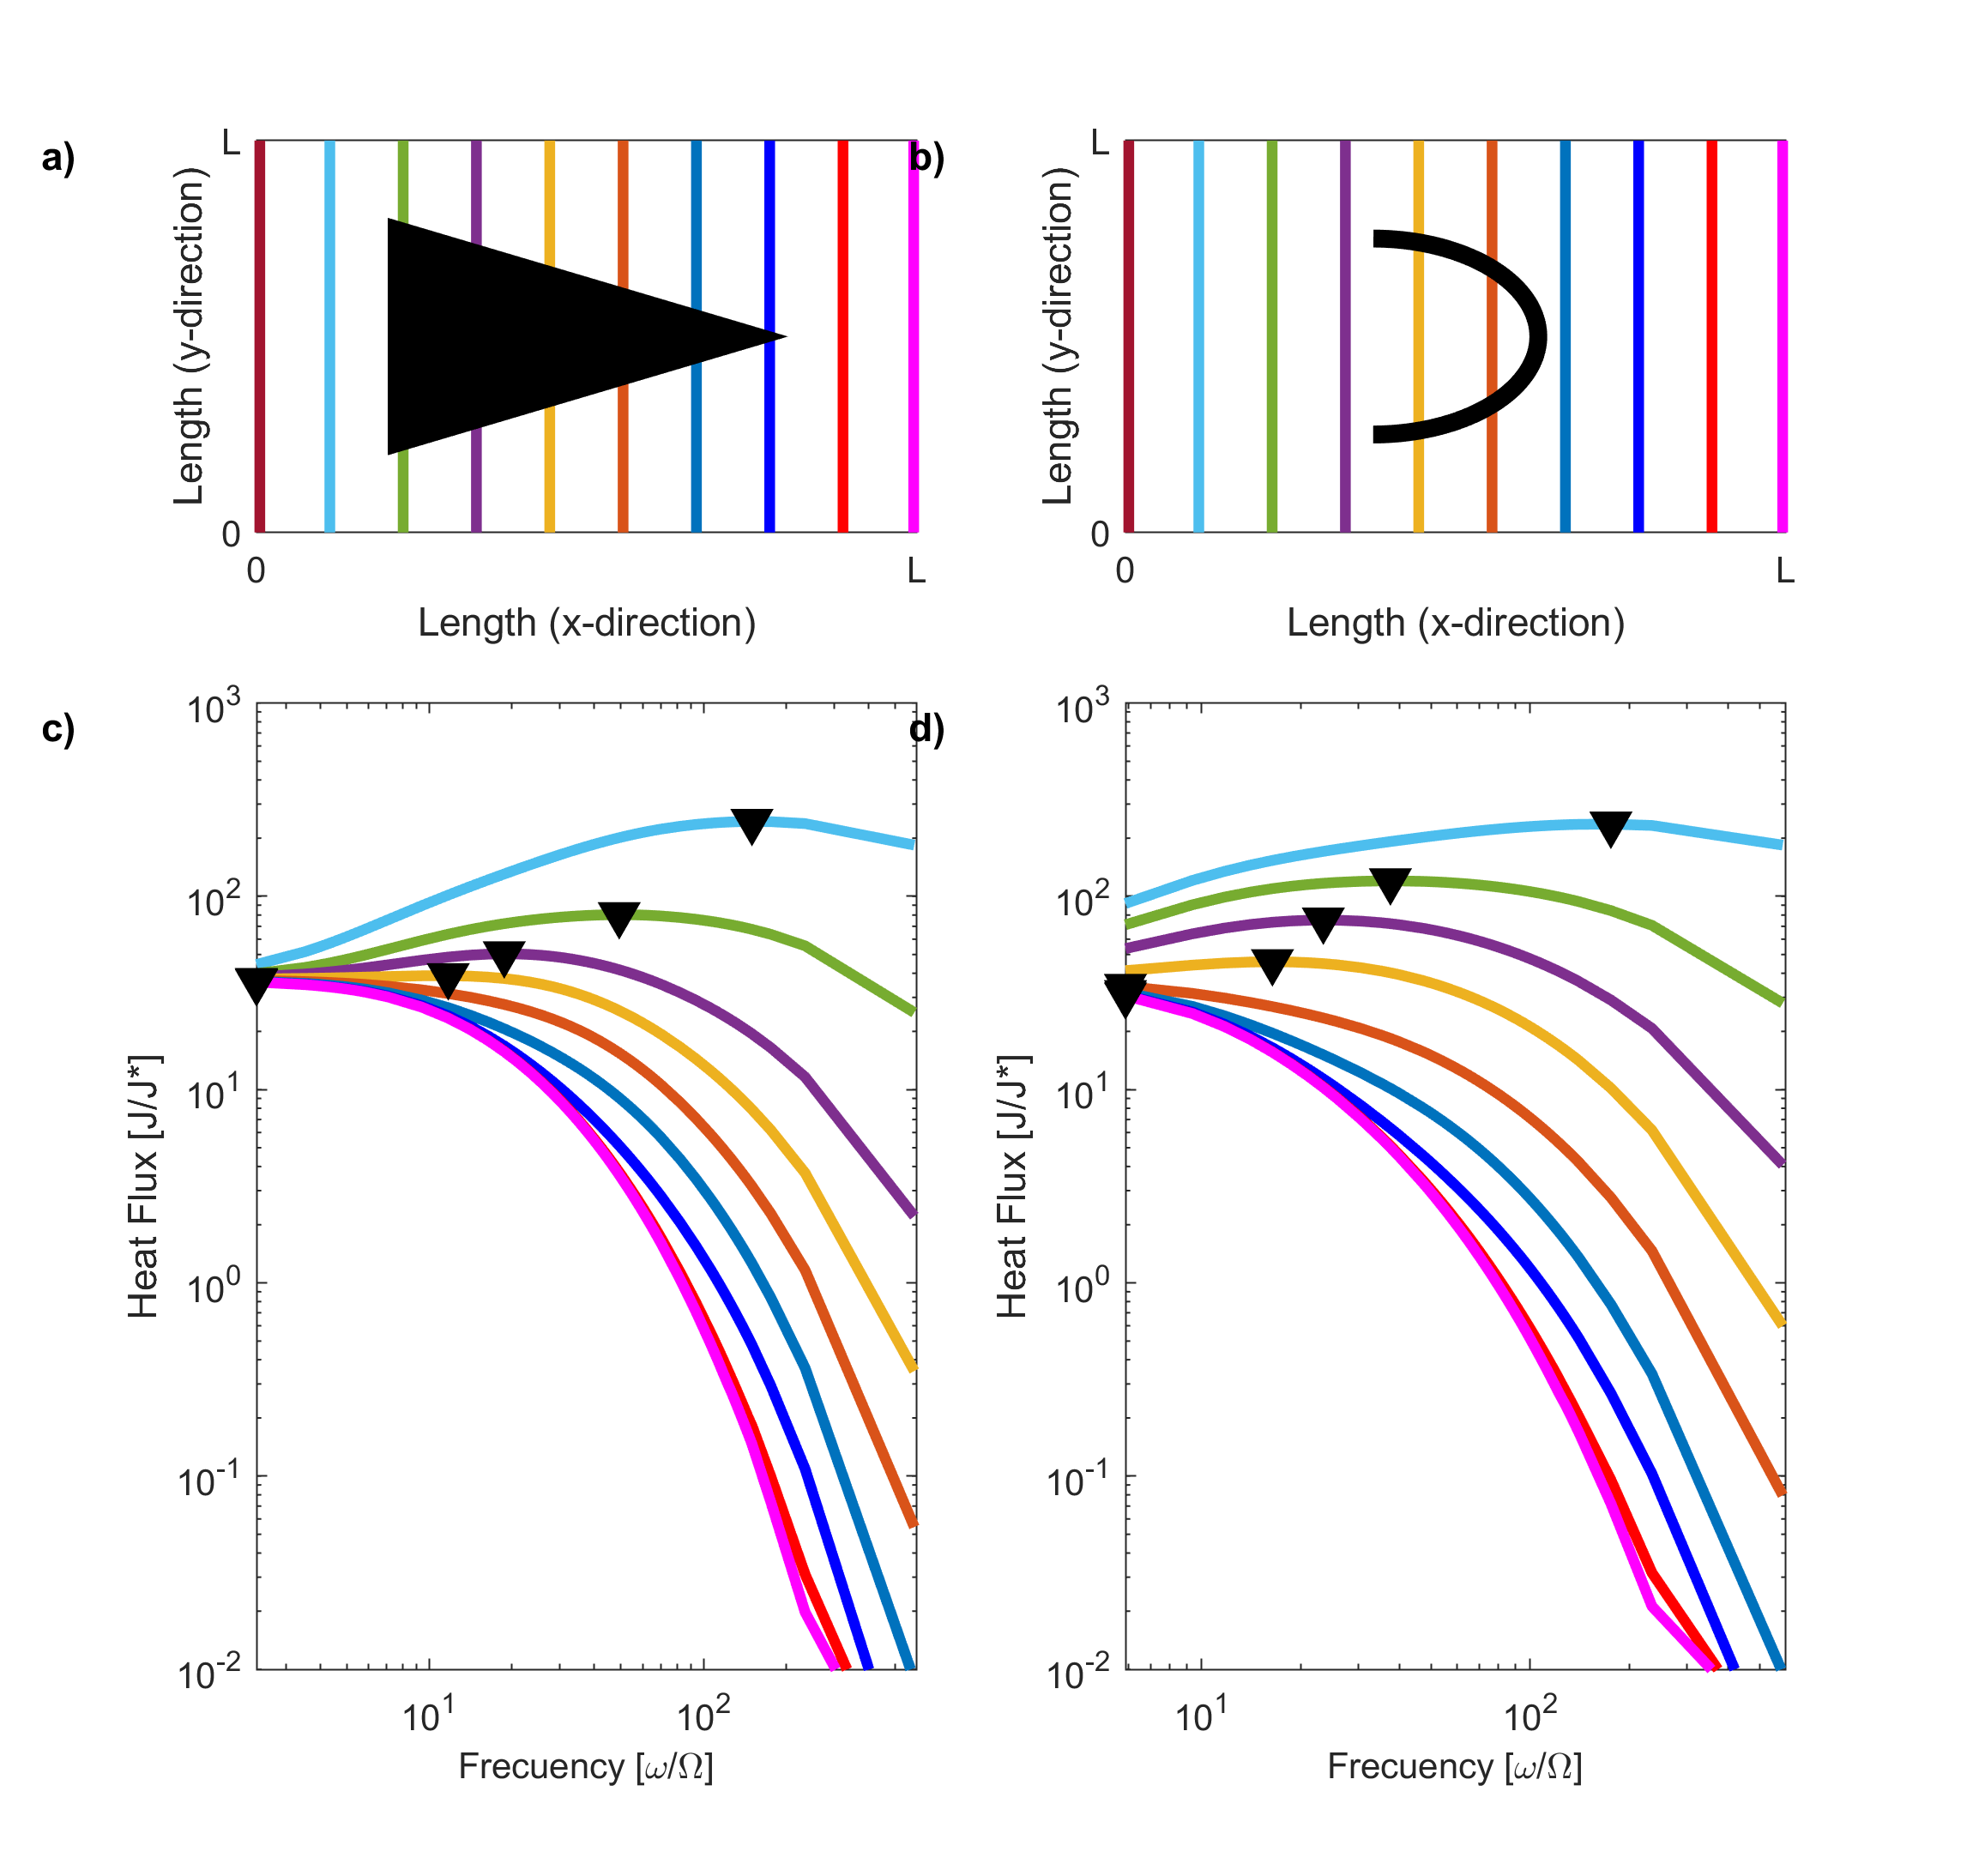 a)
L
Length (y-direction)
0
0
L
Length (x-direction)
b)
L
Length (y-direction)
0
0
L
Length (x-direction)
c)
10^3
10^2
10^1
10^0
10^-1
10^-2
Heat Flux [J/J*]
10^1
10^2
Frecuency [ω/Ω]
d)
10^3
10^2
10^1
10^0
10^-1
10^-2
Heat Flux [J/J*]
10^1
10^2
Frecuency [ω/Ω]